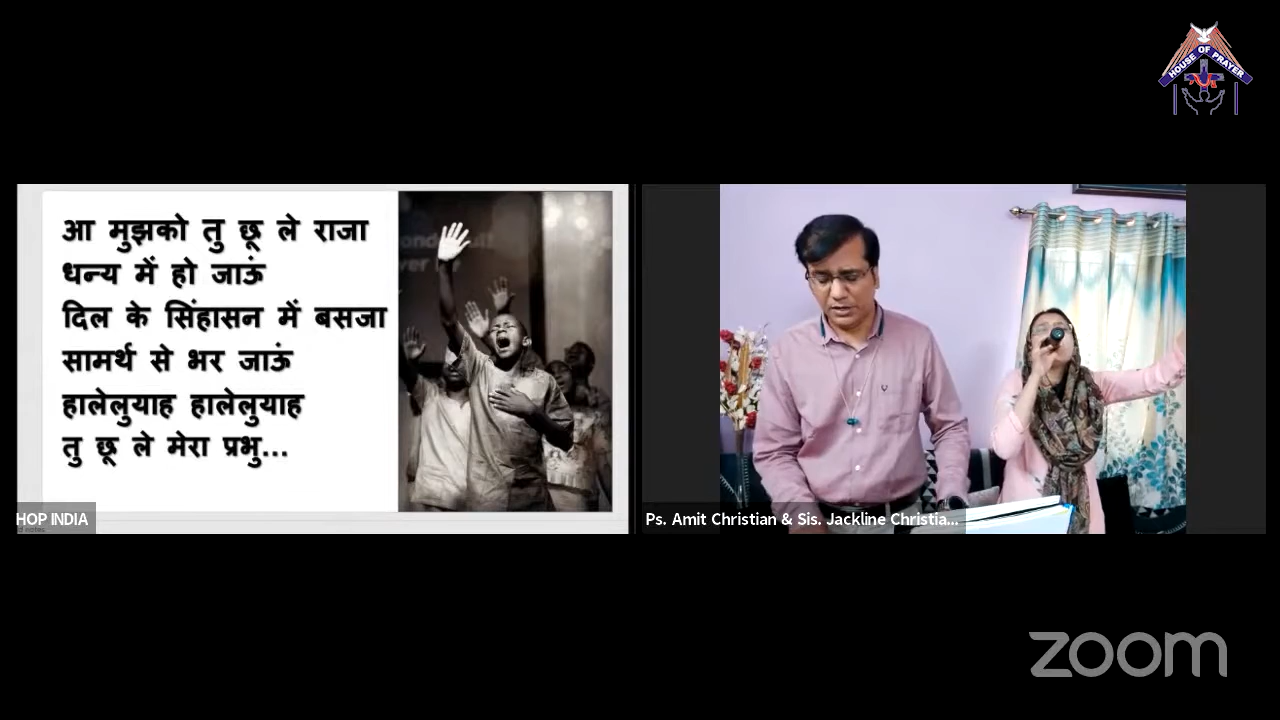 HOUSE OF PRAYER
आ मुझको तु छू ले राजा
धन्य में हो जाऊं
दिल के सिंहासन में बसजा
सामर्थ से भर जाऊं
हालेलुयाह हालेलुयाह
तु छू ले मेरा प्रभु...
HOP INDIA
Ps. Amit Christian & Sis. Jackline Christia...
zoom